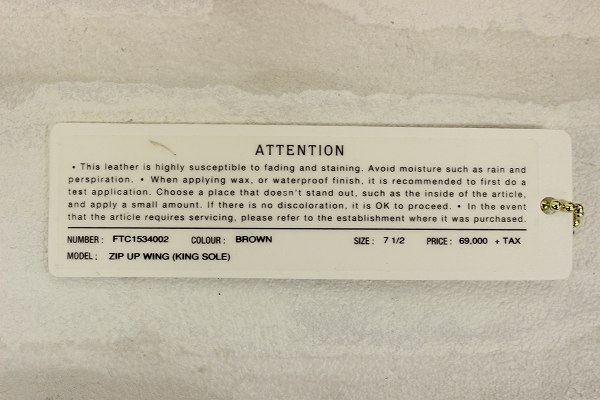 ATTENTION
• This leather is highly susceptible to fading and staining. Avoid moisture such as rain and
perspiration. • When applying wax, or waterproof finish, it is recommended to first do a
test application. Choose a place that doesn't stand out, such as the inside of the article,
and apply a small amount. If there is no discoloration, it is OK to proceed. • In the event
that the article requires servicing, please refer to the establishment where it was purchased.
NUMBER : FTC1534002 COLOUR : BROWN SIZE : 7 1/2 PRICE : 69,000 + TAX
MODEL : ZIP UP WING (KING SOLE)